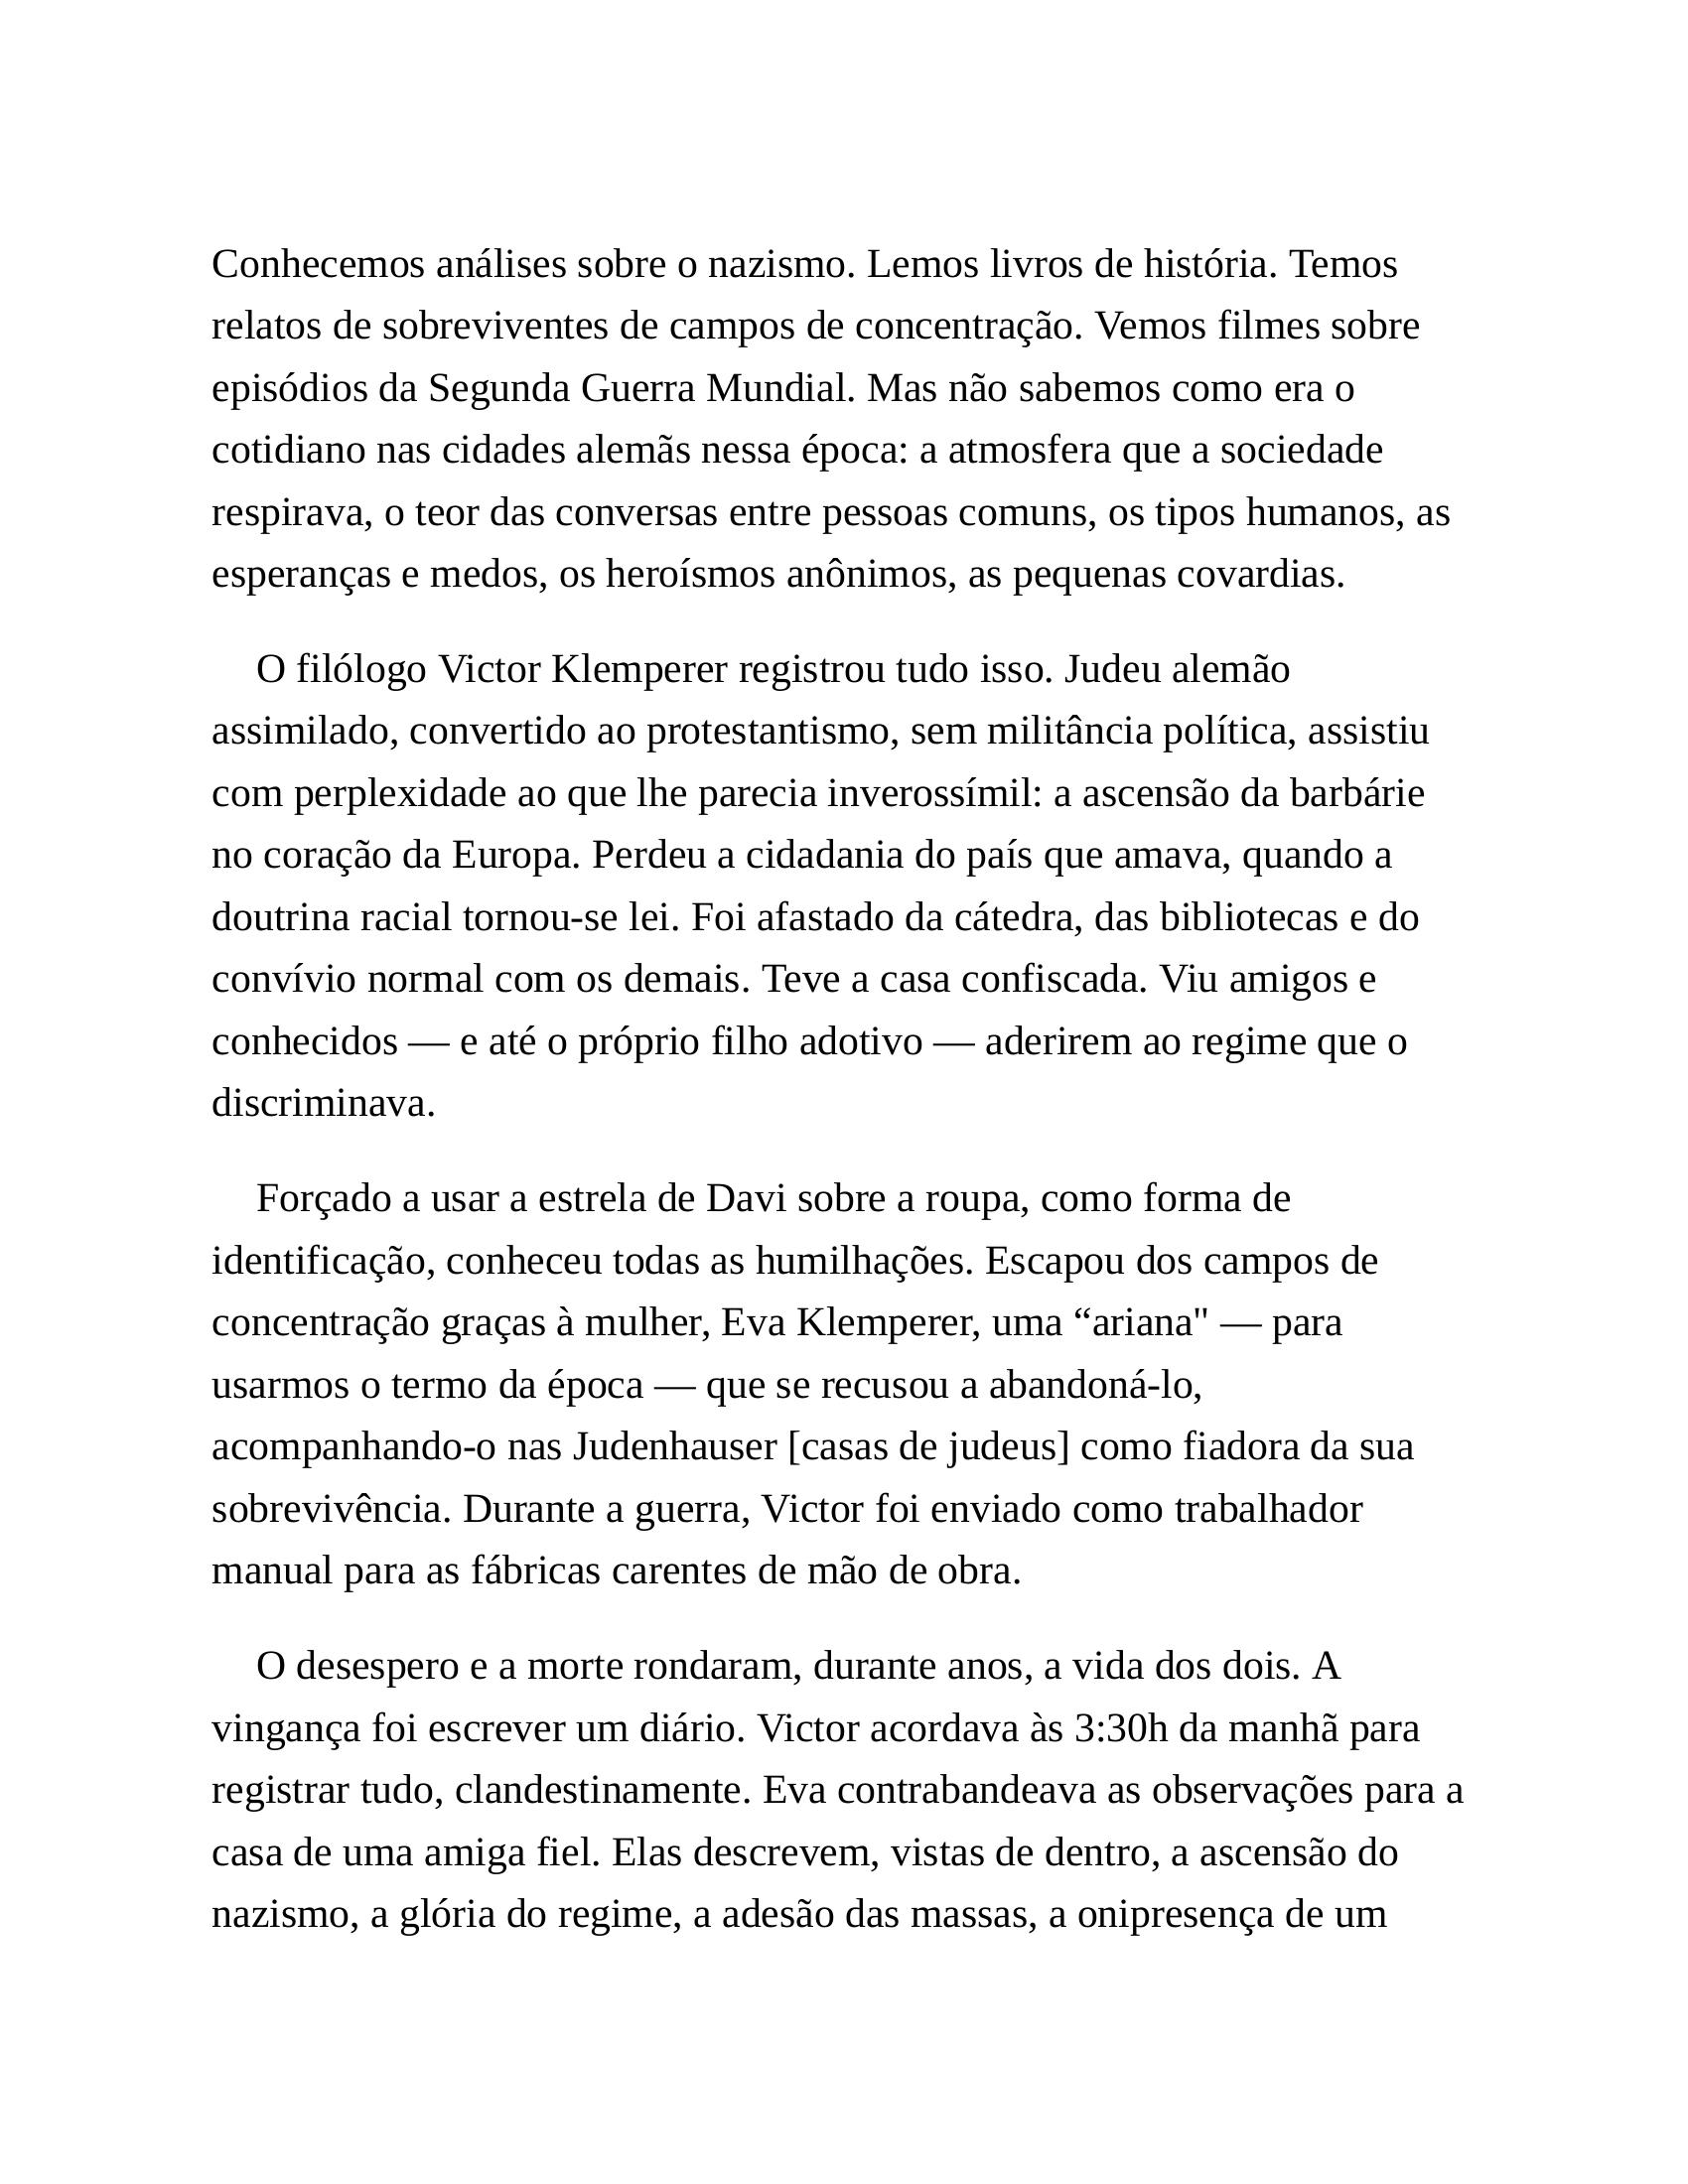 Conhecemos análises sobre o nazismo. Lemos livros de história. Temos
relatos de sobreviventes de campos de concentração. Vemos filmes sobre
episódios da Segunda Guerra Mundial. Mas não sabemos como era o
cotidiano nas cidades alemãs nessa época: a atmosfera que a sociedade
respirava, o teor das conversas entre pessoas comuns, os tipos humanos, as
esperanças e medos, os heroísmos anônimos, as pequenas covardias.
O filólogo Victor Klemperer registrou tudo isso. Judeu alemão
assimilado, convertido ao protestantismo, sem militância política, assistiu
com perplexidade ao que lhe parecia inverossímil: a ascensão da barbárie
no coração da Europa. Perdeu a cidadania do país que amava, quando a
doutrina racial tornou-se lei. Foi afastado da cátedra, das bibliotecas e do
convívio normal com os demais. Teve a casa confiscada. Viu amigos e
conhecidos — e até o próprio filho adotivo — aderirem ao regime que o
discriminava.
Forçado a usar a estrela de Davi sobre a roupa, como forma de
identificação, conheceu todas as humilhações. Escapou dos campos de
concentração graças à mulher, Eva Klemperer, uma “ariana" — para
usarmos o termo da época — que se recusou a abandoná-lo,
acompanhando-o nas Judenhauser [casas de judeus] como fiadora da sua
sobrevivência. Durante a guerra, Victor foi enviado como trabalhador
manual para as fábricas carentes de mão de obra.
O desespero e a morte rondaram, durante anos, a vida dos dois. A
vingança foi escrever um diário. Victor acordava às 3:30h da manhã para
registrar tudo, clandestinamente. Eva contrabandeava as observações para a
casa de uma amiga fiel. Elas descrevem, vistas de dentro, a ascensão do
nazismo, a glória do regime, a adesão das massas, a onipresença de um